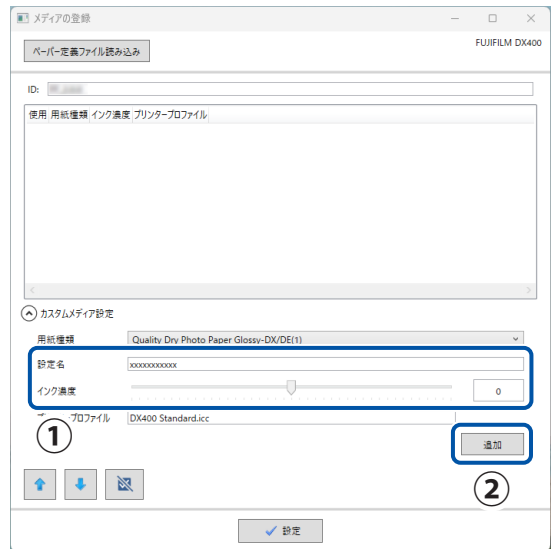 メディアの登録
ペーパー定義ファイル読み込み
FUJIFILM DX400
ID:
使用 用紙種類 インク濃度 プリンタープロファイル
カスタムメディア設定
用紙種類 Quality Dry Photo Paper Glossy-DX/DE(1)
設定名 xxxxxxxxxxx
インク濃度 0
プロファイル DX400 Standard.icc
①
追加
②
設定